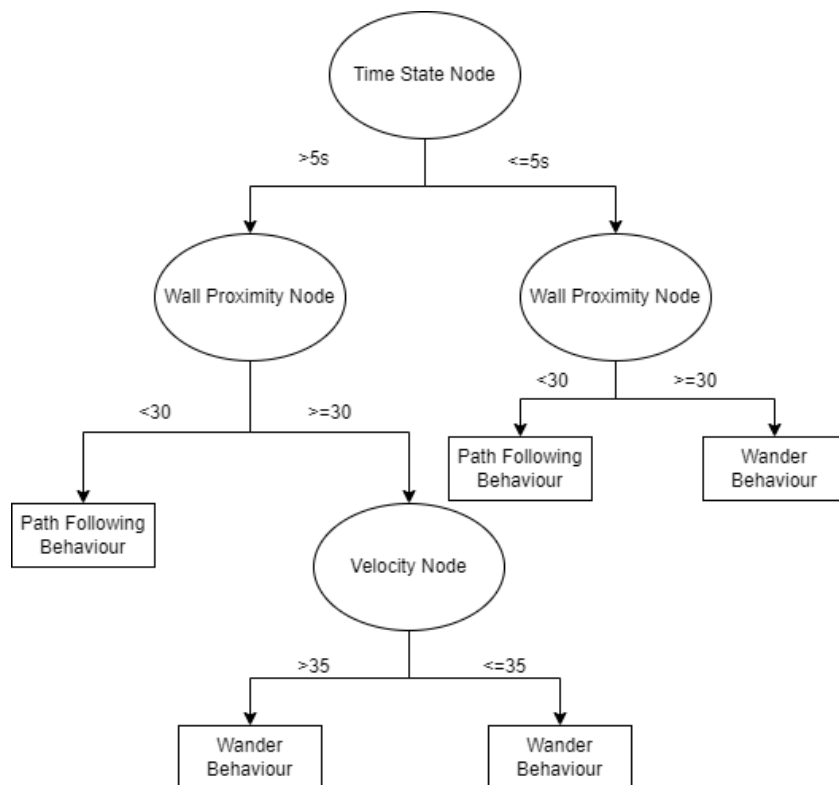 Time State Node
>5s
<=5s
Wall Proximity Node
Wall Proximity Node
<30
>=30
<30
>=30
Path Following
Behaviour
Wander
Behaviour
Path Following
Behaviour
Velocity Node
>35
<=35
Wander
Behaviour
Wander
Behaviour